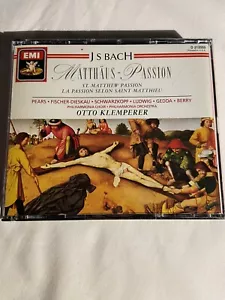 EMI
J S BACH
MATTHÄUS-PASSION
ST. MATTHEW PASSION
LA PASSION SELON SAINT MATTHIEU
PEARS • FISCHER-DIESKAU • SCHWARZKOPF • LUDWIG • GEDDA • BERRY
PHILHARMONIA CHOIR • PHILHARMONIA ORCHESTRA
OTTO KLEMPERER